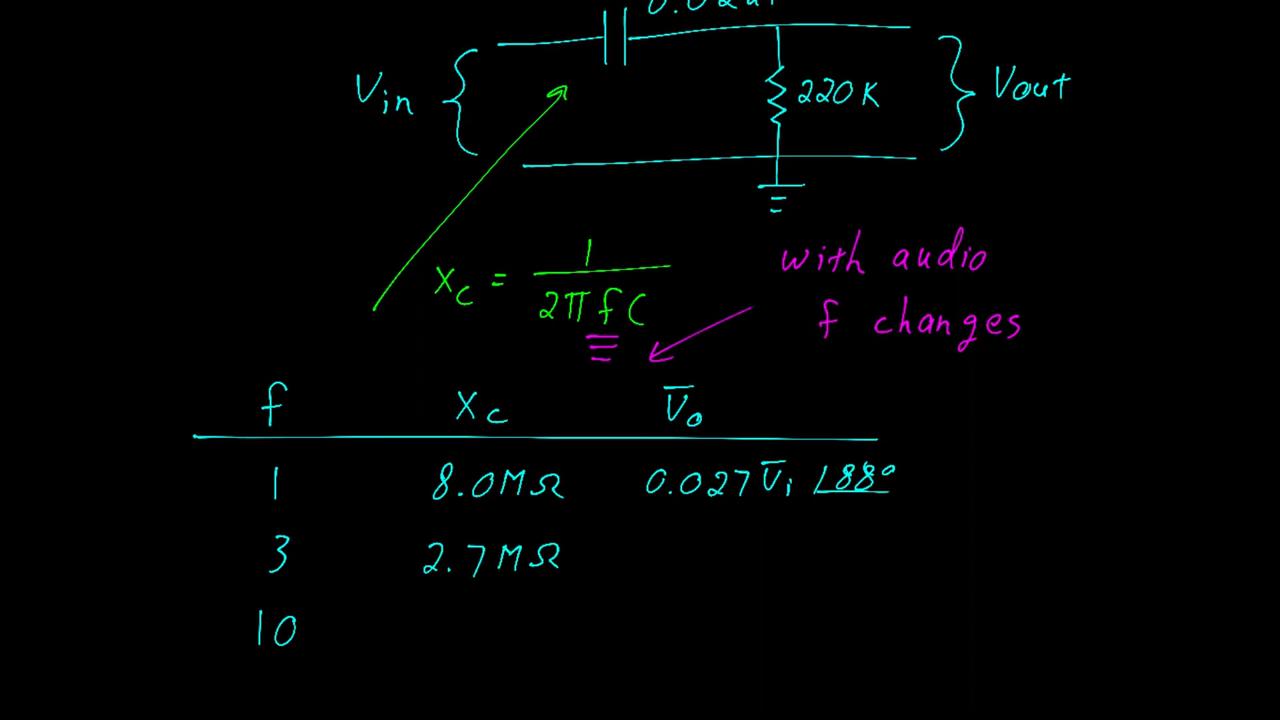 Vin
220K
Vout
Xc = 1
2πfC
with audio
f changes
f Xc V̅o
1 8.0MΩ 0.027 V̅i ∠88°
3 2.7MΩ
10